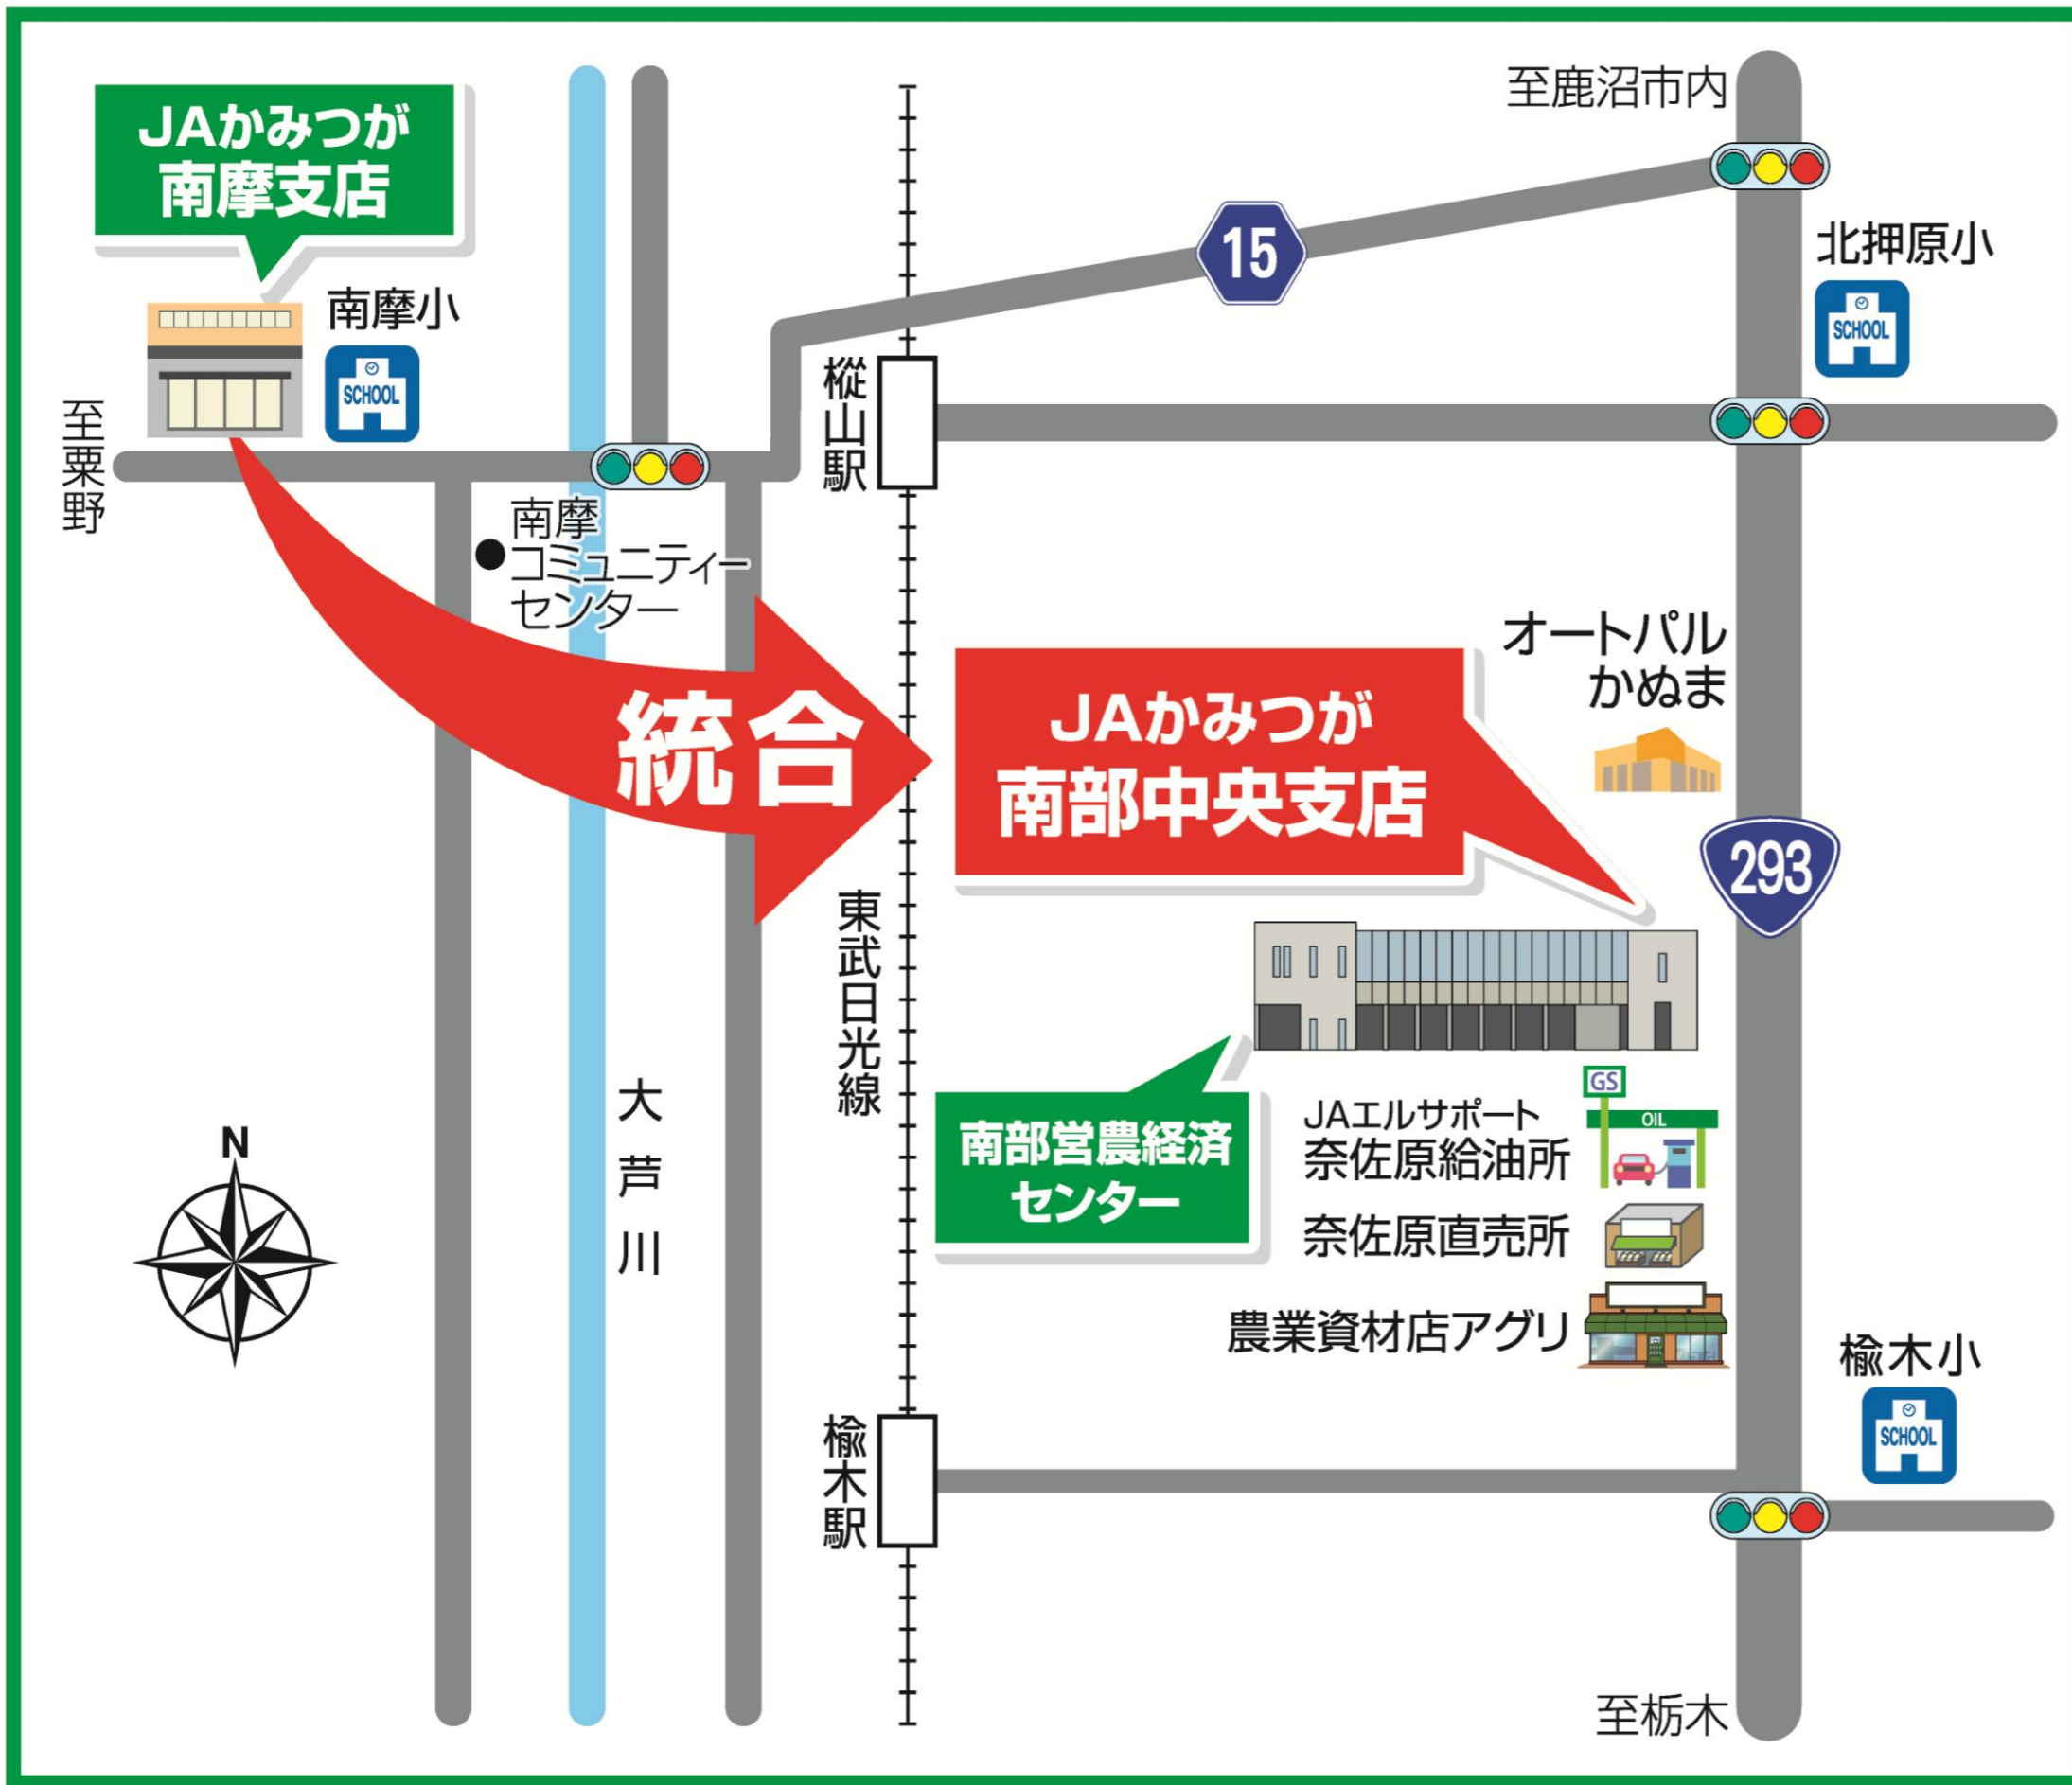 JAかみつが
南摩支店
南摩小
SCHOOL
至粟野
南摩
コミュニティー
センター
至鹿沼市内
15
北押原小
SCHOOL
樅山駅
統合
JAかみつが
南部中央支店
オートパル
かぬま
293
東武日光線
大芦川
南部営農経済
センター
GS
OIL
JAエルサポート
奈佐原給油所
奈佐原直売所
農業資材店アグリ
N
楡木駅
楡木小
SCHOOL
至栃木